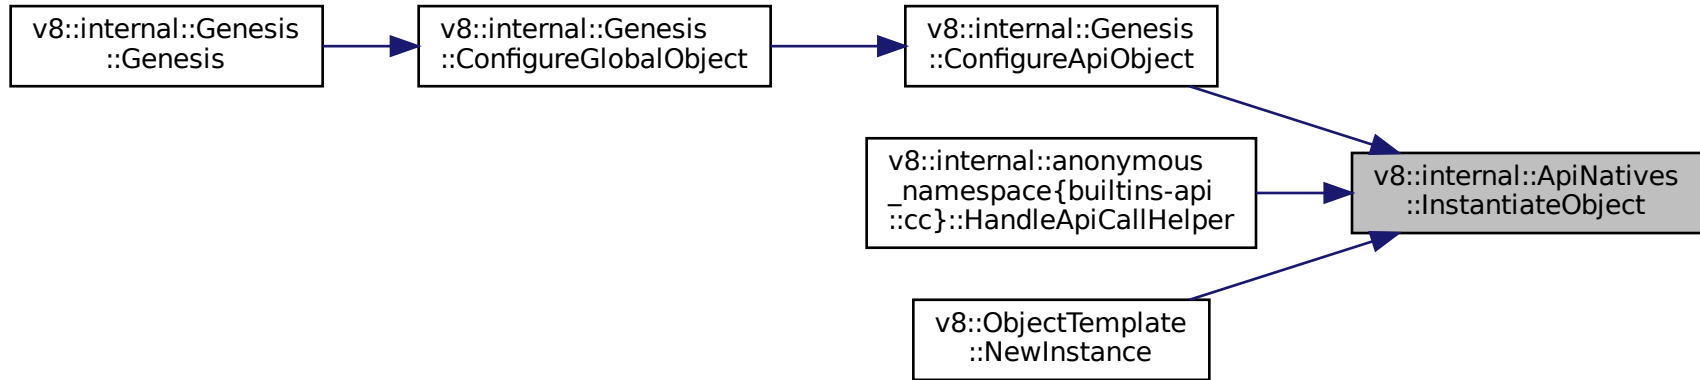 v8::internal::Genesis
::Genesis
v8::internal::Genesis
::ConfigureGlobalObject
v8::internal::Genesis
::ConfigureApiObject
v8::internal::anonymous
_namespace{builtins-api
::cc}::HandleApiCallHelper
v8::internal::ApiNatives
::InstantiateObject
v8::ObjectTemplate
::NewInstance